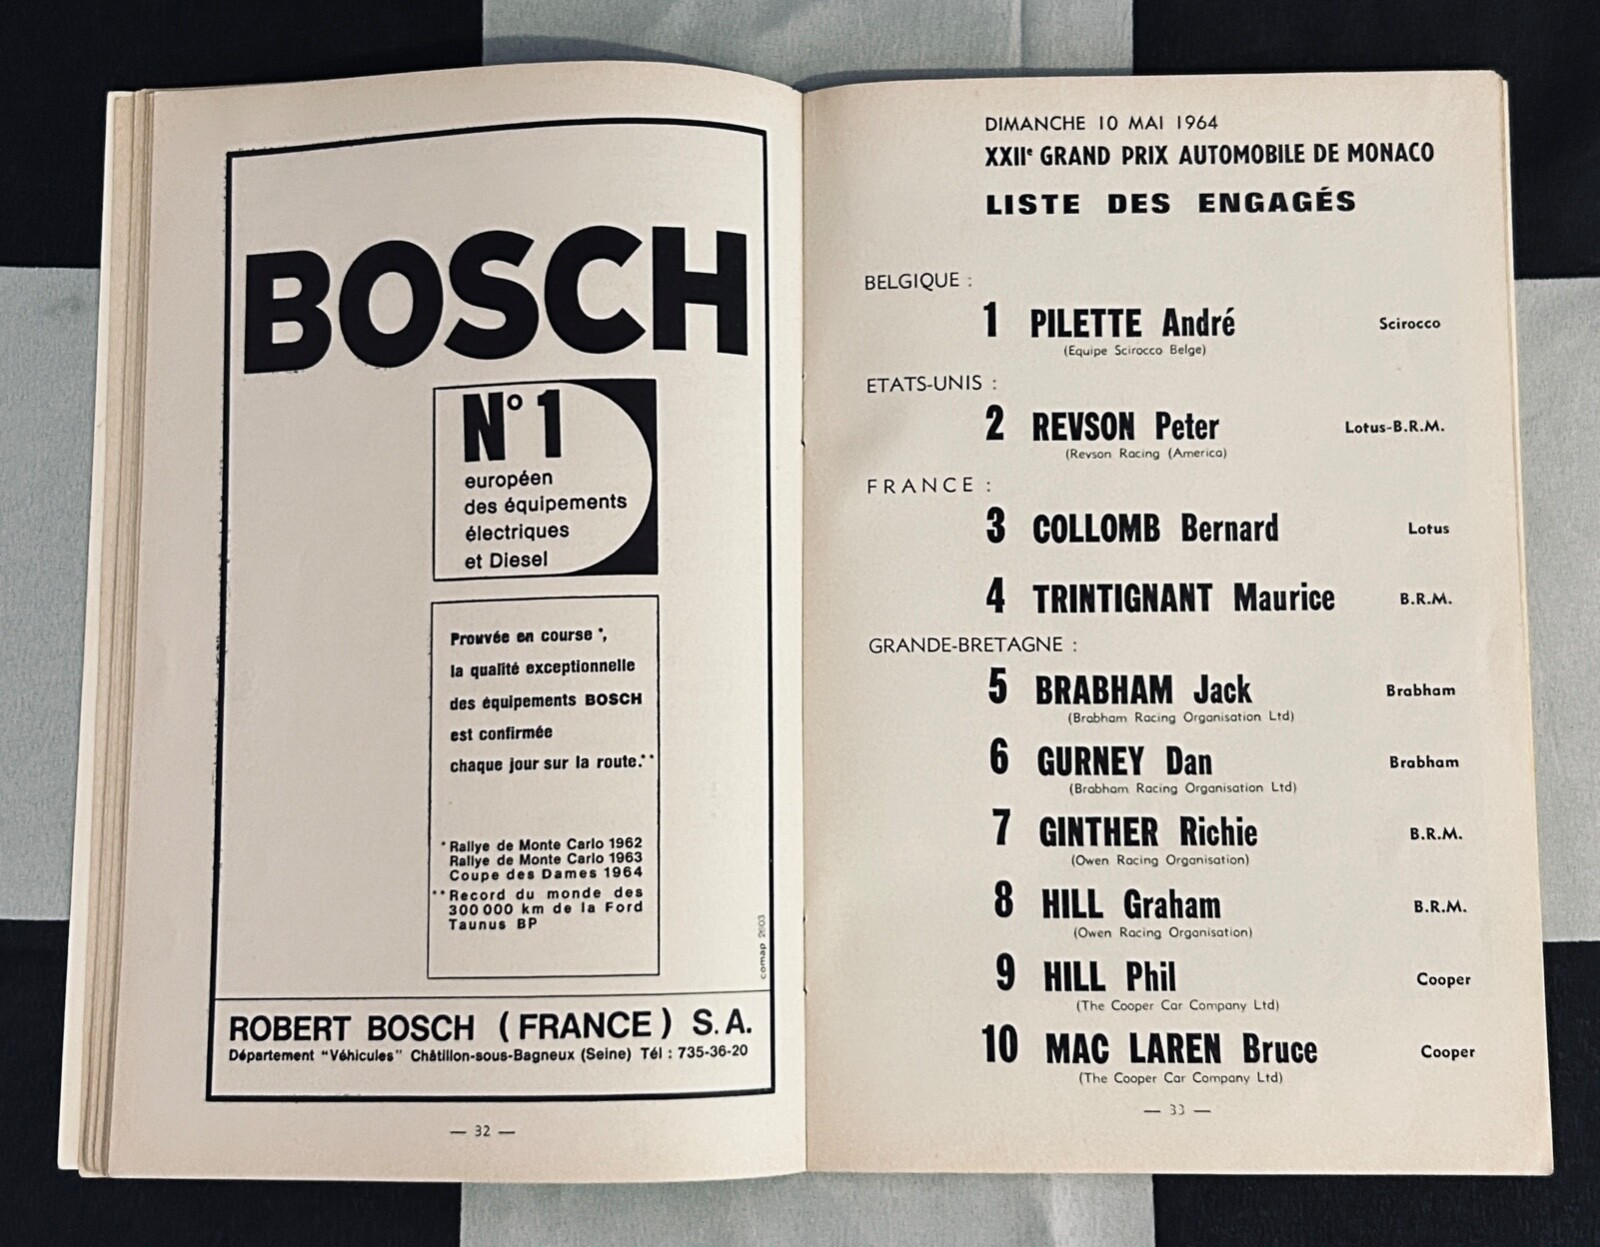 BOSCH
N° 1
européen
des équipements
électriques
et Diesel
Prouvée en course *,
la qualité exceptionnelle
des équipements BOSCH
est confirmée
chaque jour sur la route.**
* Rallye de Monte Carlo 1962
Rallye de Monte Carlo 1963
Coupe des Dames 1964
** Record du monde des
300 000 km de la Ford
Taunus BP
comap 2603
ROBERT BOSCH ( FRANCE ) S.A.
Département "Véhicules" Châtillon-sous-Bagneux (Seine) Tél : 735-36-20
— 32 —
DIMANCHE 10 MAI 1964
XXIIe GRAND PRIX AUTOMOBILE DE MONACO
LISTE DES ENGAGÉS
BELGIQUE :
1 PILETTE André Scirocco
(Equipe Scirocco Belge)
ETATS-UNIS :
2 REVSON Peter Lotus-B.R.M.
(Revson Racing (America)
FRANCE :
3 COLLOMB Bernard Lotus
4 TRINTIGNANT Maurice B.R.M.
GRANDE-BRETAGNE :
5 BRABHAM Jack Brabham
(Brabham Racing Organisation Ltd)
6 GURNEY Dan Brabham
(Brabham Racing Organisation Ltd)
7 GINTHER Richie B.R.M.
(Owen Racing Organisation)
8 HILL Graham B.R.M.
(Owen Racing Organisation)
9 HILL Phil Cooper
(The Cooper Car Company Ltd)
10 MAC LAREN Bruce Cooper
(The Cooper Car Company Ltd)
— 33 —